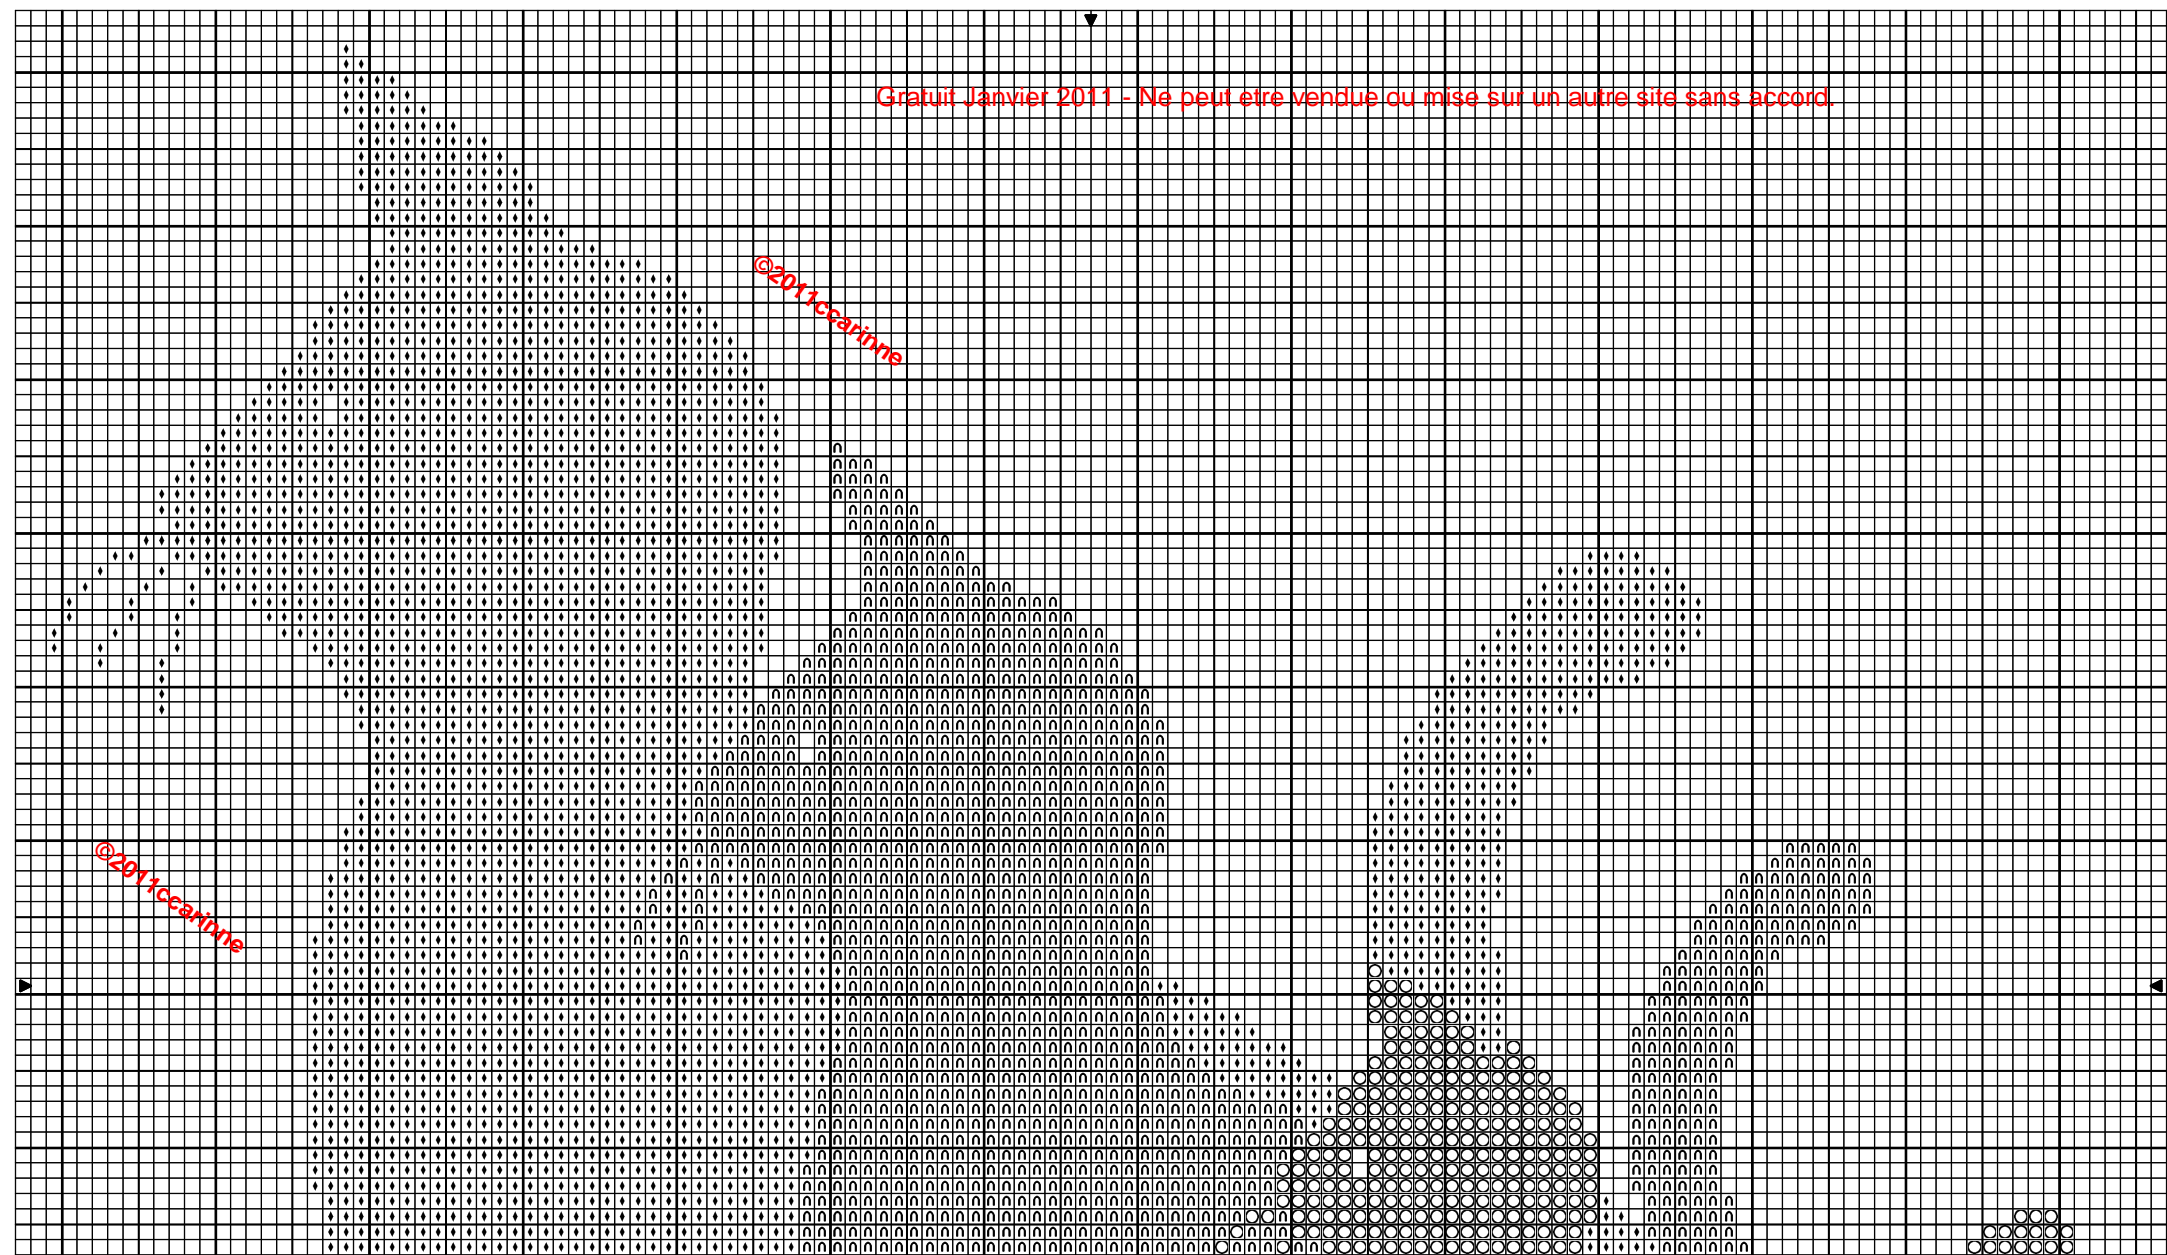 Gratuit Janvier 2011 - Ne peut etre vendue ou mise sur un autre site sans accord.
©2011ccarinne
©2011ccarinne